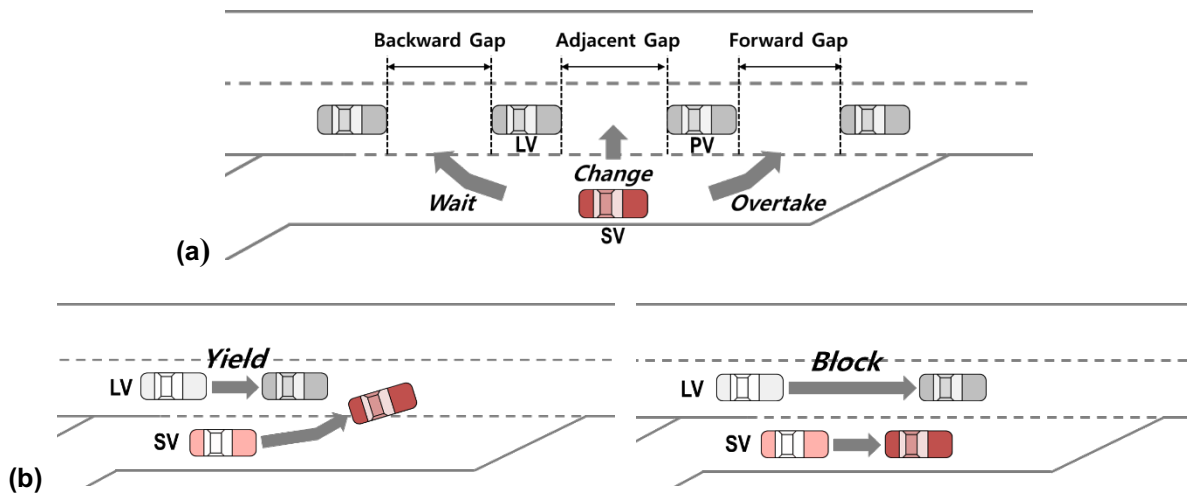 Backward Gap Adjacent Gap Forward Gap
LV PV
Change
Wait Overtake
SV
(a)
Yield
LV
SV
Block
LV
SV
(b)